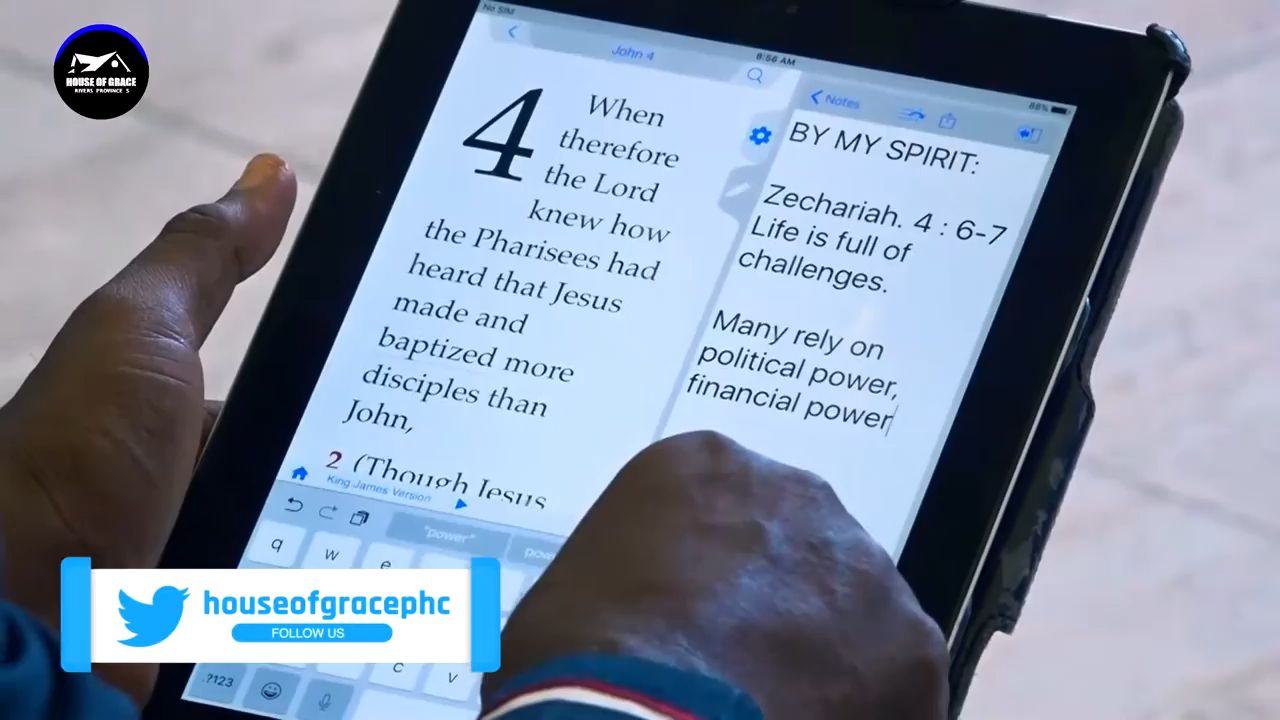 HOUSE OF GRACE
RIVERS PROVINCE 5
No SIM
8:56 AM
88%
John 4
4 When
therefore
the Lord
knew how
the Pharisees had
heard that Jesus
made and
baptized more
disciples than
John,
2 (Though Jesus
King James Version
Notes
BY MY SPIRIT:
Zechariah. 4 : 6-7
Life is full of
challenges.
Many rely on
political power,
financial power
"power"
q w e
c v
.?123
houseofgracephc
FOLLOW US